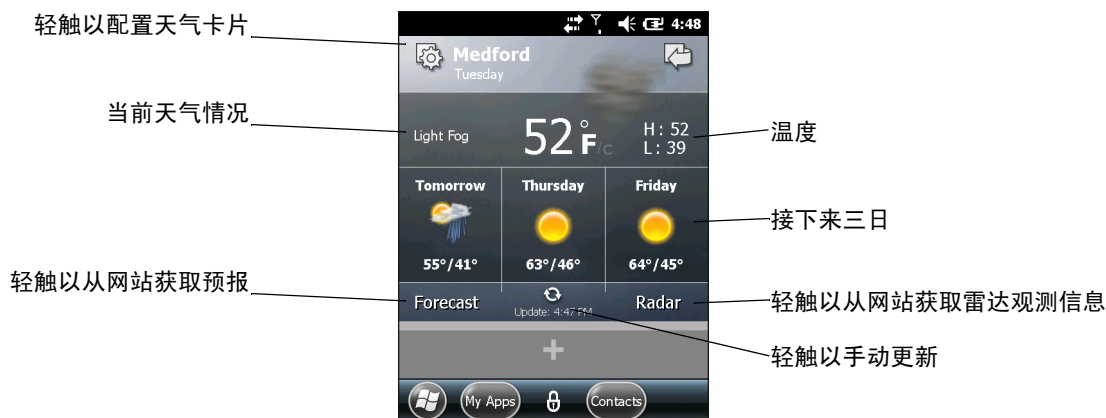 轻触以配置天气卡片
4:48
Medford
Tuesday
当前天气情况
Light Fog
52°F/C
H: 52
L: 39
温度
Tomorrow
Thursday
Friday
接下来三日
55°/41°
63°/46°
64°/45°
轻触以从网站获取预报
Forecast
Update: 4:47 PM
Radar
轻触以从网站获取雷达观测信息
轻触以手动更新
My Apps
Contacts